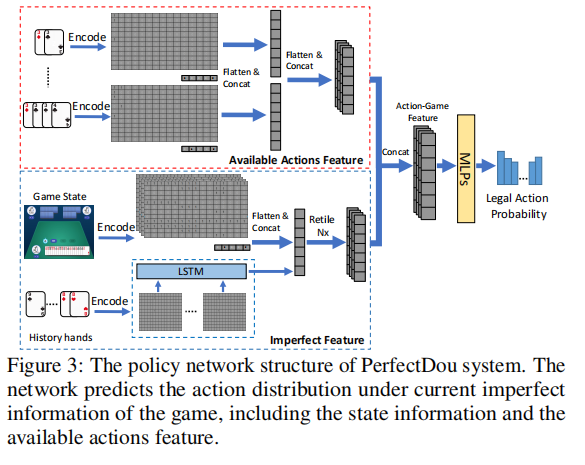 Encode
Flatten &
Concat
Flatten &
Concat
Encode
Available Actions Feature
Action-Game
Feature
Concat
MLPs
Legal Action
Probability
Game State
Encode
Flatten &
Concat
Retile
Nx
LSTM
Encode
History hands
Imperfect Feature
Figure 3: The policy network structure of PerfectDou system. The
network predicts the action distribution under current imperfect
information of the game, including the state information and the
available actions feature.